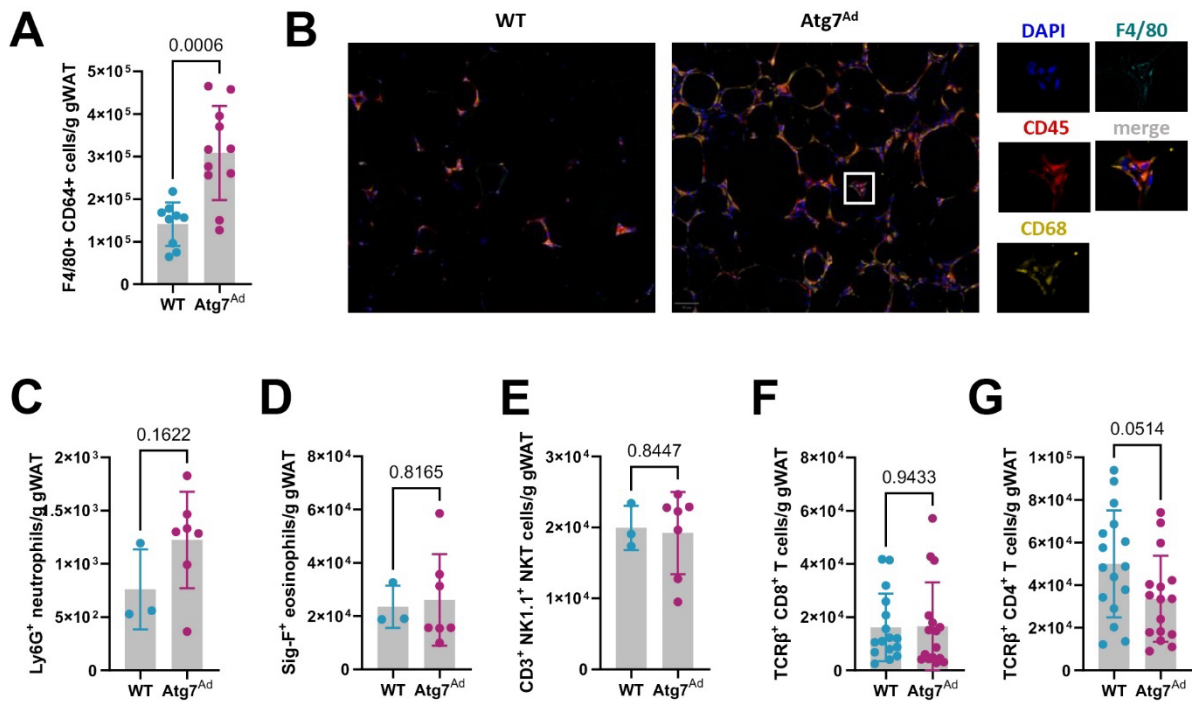 A
0.0006
F4/80+ CD64+ cells/g gWAT
5×10⁵
4×10⁵
3×10⁵
2×10⁵
1×10⁵
0
WT Atg7ᴬᵈ
B
WT
Atg7ᴬᵈ
DAPI F4/80
CD45 merge
CD68
C
0.1622
Ly6G⁺ neutrophils/g gWAT
2×10³
1×10³
1×10³
5×10²
0
WT Atg7ᴬᵈ
D
0.8165
Sig-F⁺ eosinophils/g gWAT
8×10⁴
6×10⁴
4×10⁴
2×10⁴
0
WT Atg7ᴬᵈ
E
0.8447
CD3⁺ NK1.1⁺ NKT cells/g gWAT
3×10⁴
2×10⁴
1×10⁴
0
WT Atg7ᴬᵈ
F
0.9433
TCRβ⁺ CD8⁺ T cells/g gWAT
8×10⁴
6×10⁴
4×10⁴
2×10⁴
0
WT Atg7ᴬᵈ
G
0.0514
TCRβ⁺ CD4⁺ T cells/g gWAT
1×10⁵
8×10⁴
6×10⁴
4×10⁴
2×10⁴
0
WT Atg7ᴬᵈ